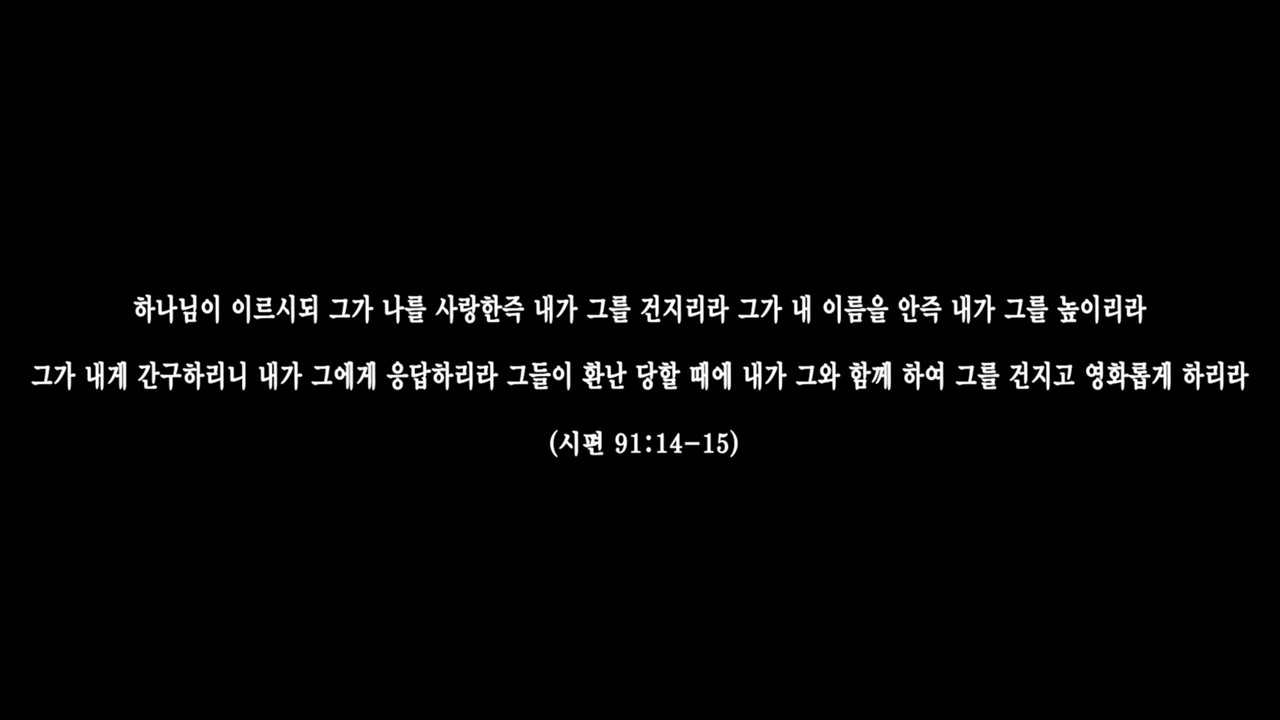 하나님이 이르시되 그가 나를 사랑한즉 내가 그를 건지리라 그가 내 이름을 안즉 내가 그를 높이리라
그가 내게 간구하리니 내가 그에게 응답하리라 그들이 환난 당할 때에 내가 그와 함께 하여 그를 건지고 영화롭게 하리라
(시편 91:14-15)